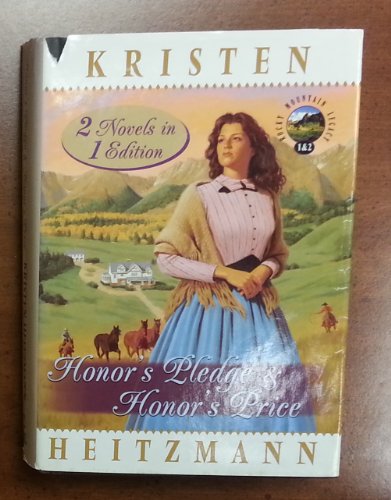 KRISTEN
2 Novels in
1 Edition
ROCKY MOUNTAIN LEGACY
1&2
Honor's Pledge &
Honor's Price
HEITZMANN